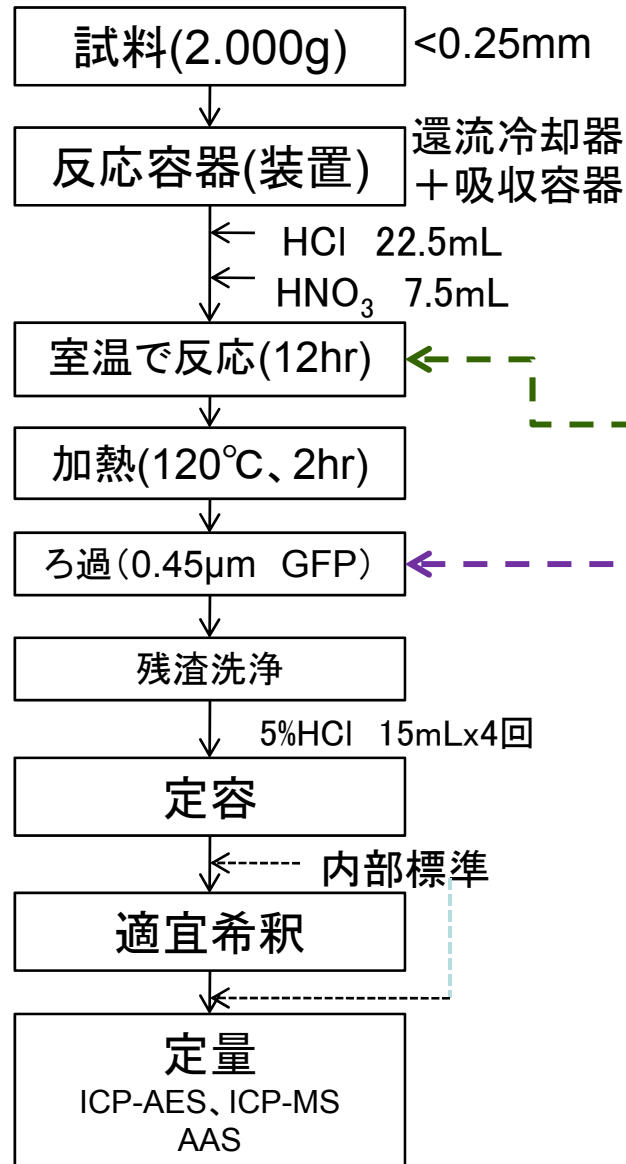 試料(2.000g)
<0.25mm
反応容器(装置)
還流冷却器
＋吸収容器
HCl 22.5mL
HNO₃ 7.5mL
室温で反応(12hr)
加熱(120℃、2hr)
ろ過(0.45μm GFP)
残渣洗浄
5%HCl 15mLx4回
定容
内部標準
適宜希釈
定量
ICP-AES、ICP-MS
AAS